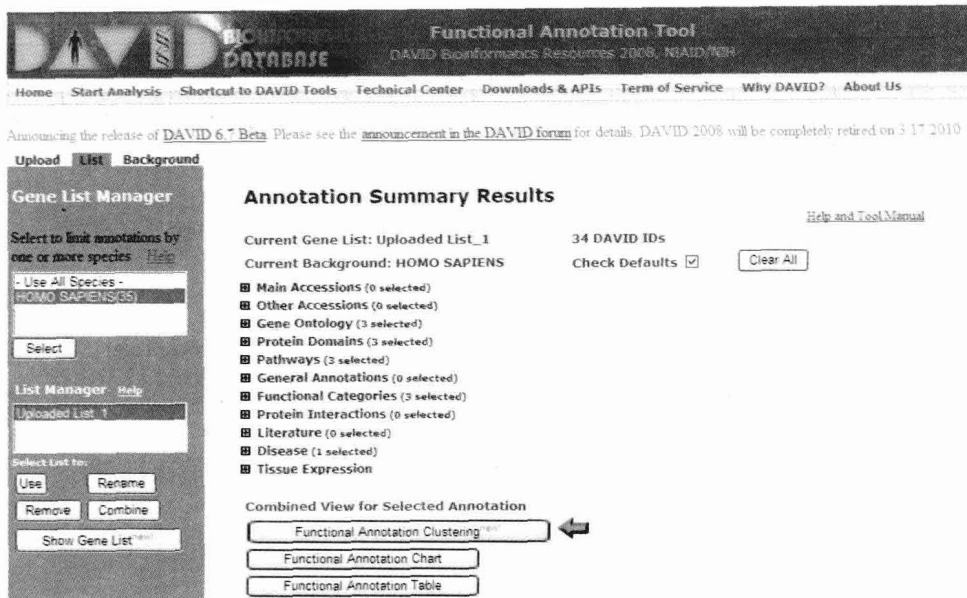 DAVID BIOINFORMATICS DATABASE
Functional Annotation Tool
DAVID Bioinformatics Resources 2008, NIAID/NIH
Home Start Analysis Shortcut to DAVID Tools Technical Center Downloads & APIs Term of Service Why DAVID? About Us
Announcing the release of DAVID 6.7 Beta. Please see the announcement in the DAVID forum for details. DAVID 2008 will be completely retired on 3 17 2010
Upload List Background
Gene List Manager
Select to limit annotations by
one or more species Help
- Use All Species -
HOMO SAPIENS(35)
Select
List Manager Help
Uploaded List_1
Select List to:
Use Rename
Remove Combine
Show Gene List new!
Annotation Summary Results
Help and Tool Manual
Current Gene List: Uploaded List_1 34 DAVID IDs
Current Background: HOMO SAPIENS Check Defaults Clear All
Main Accessions (0 selected)
Other Accessions (0 selected)
Gene Ontology (3 selected)
Protein Domains (3 selected)
Pathways (3 selected)
General Annotations (0 selected)
Functional Categories (3 selected)
Protein Interactions (0 selected)
Literature (0 selected)
Disease (1 selected)
Tissue Expression
Combined View for Selected Annotation
Functional Annotation Clustering new!
Functional Annotation Chart
Functional Annotation Table